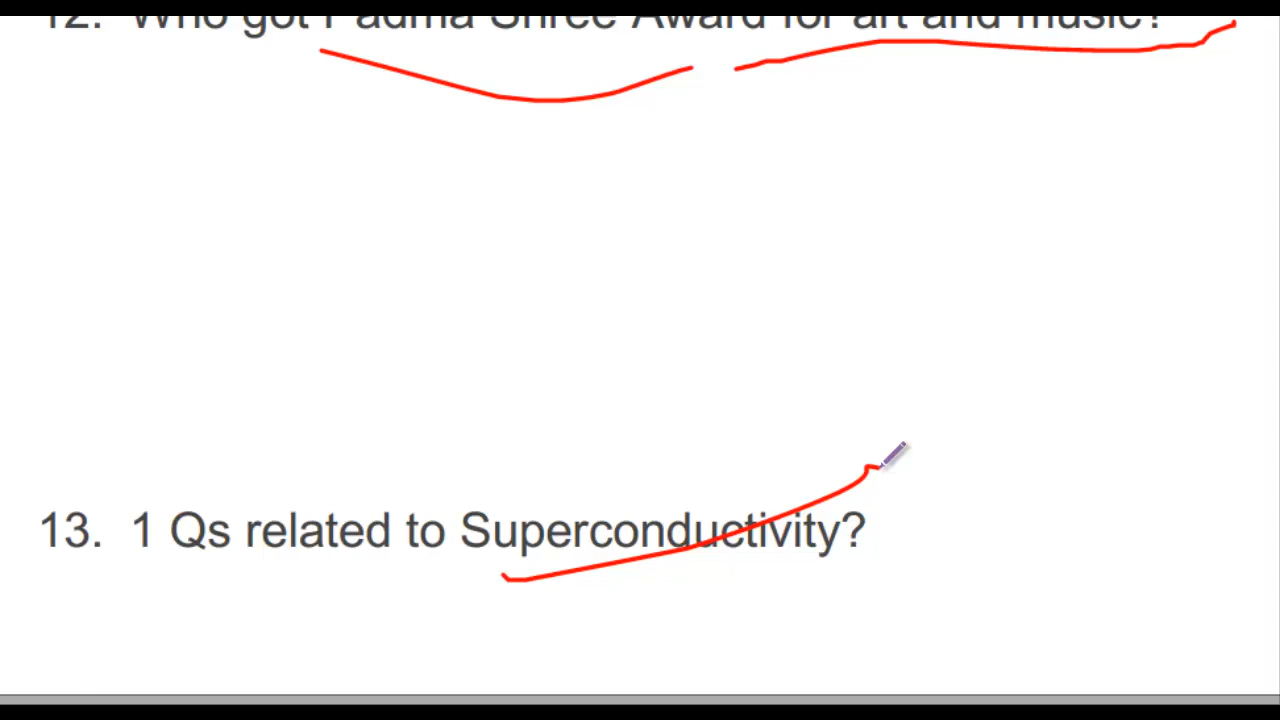 12. Who got Padma Shree Award for art and music?
13. 1 Qs related to Superconductivity?